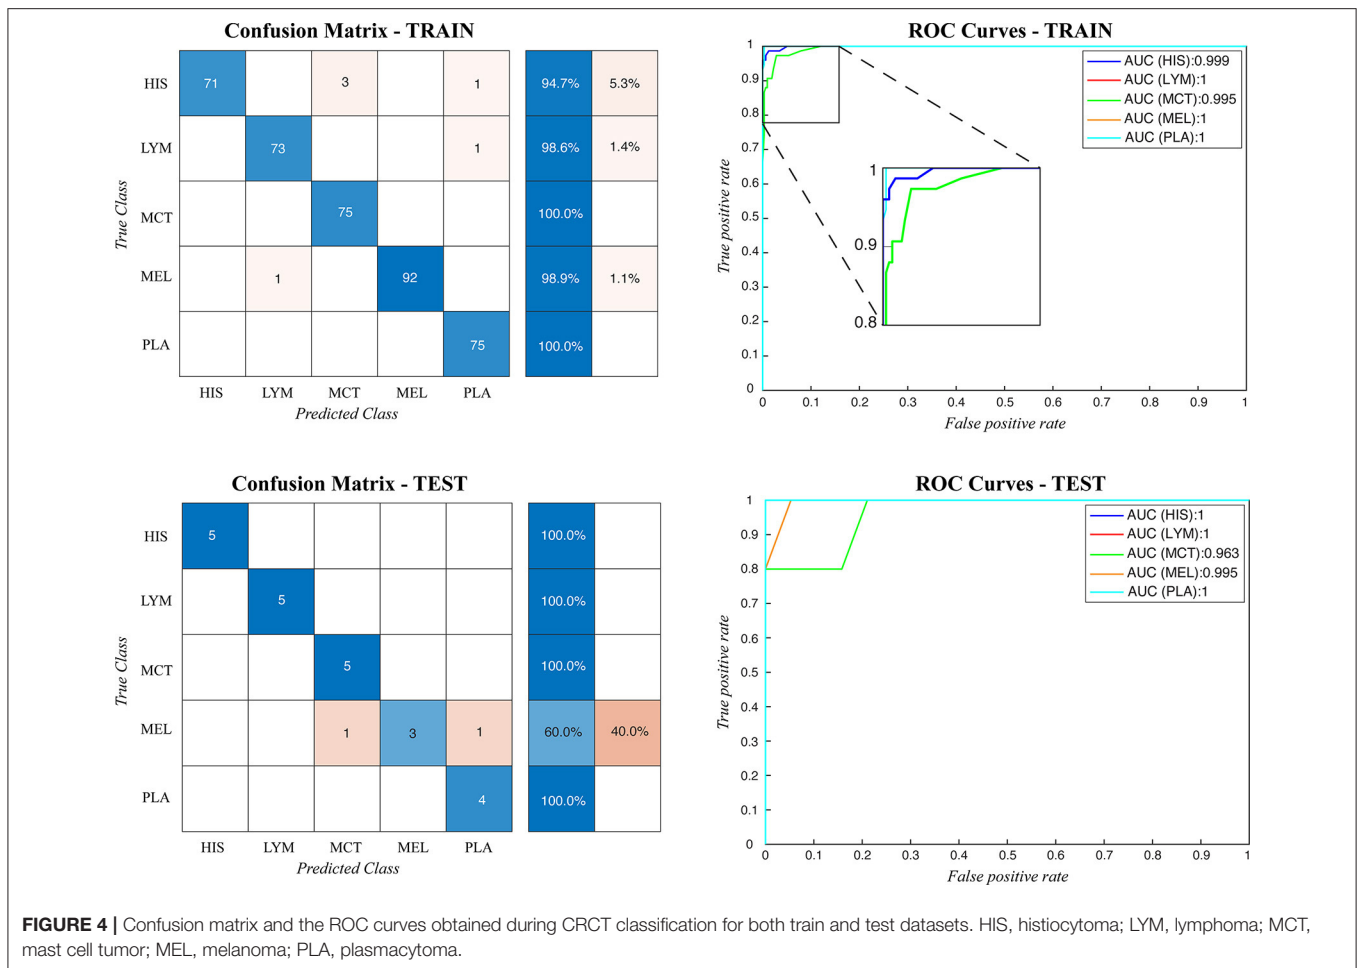 Confusion Matrix - TRAIN
HIS 71 3 1 94.7% 5.3%
LYM 73 1 98.6% 1.4%
MCT 75 100.0%
MEL 1 92 98.9% 1.1%
PLA 75 100.0%
True Class
HIS LYM MCT MEL PLA
Predicted Class
ROC Curves - TRAIN
AUC (HIS):0.999
AUC (LYM):1
AUC (MCT):0.995
AUC (MEL):1
AUC (PLA):1
1
0.9
0.8
0.7
0.6
0.5
0.4
0.3
0.2
0.1
0
True positive rate
1
0.9
0.8
0 0.1 0.2 0.3 0.4 0.5 0.6 0.7 0.8 0.9 1
False positive rate
Confusion Matrix - TEST
HIS 5 100.0%
LYM 5 100.0%
MCT 5 100.0%
MEL 1 3 1 60.0% 40.0%
PLA 4 100.0%
True Class
HIS LYM MCT MEL PLA
Predicted Class
ROC Curves - TEST
AUC (HIS):1
AUC (LYM):1
AUC (MCT):0.963
AUC (MEL):0.995
AUC (PLA):1
1
0.9
0.8
0.7
0.6
0.5
0.4
0.3
0.2
0.1
0
True positive rate
0 0.1 0.2 0.3 0.4 0.5 0.6 0.7 0.8 0.9 1
False positive rate
FIGURE 4 | Confusion matrix and the ROC curves obtained during CRCT classification for both train and test datasets. HIS, histiocytoma; LYM, lymphoma; MCT,
mast cell tumor; MEL, melanoma; PLA, plasmacytoma.